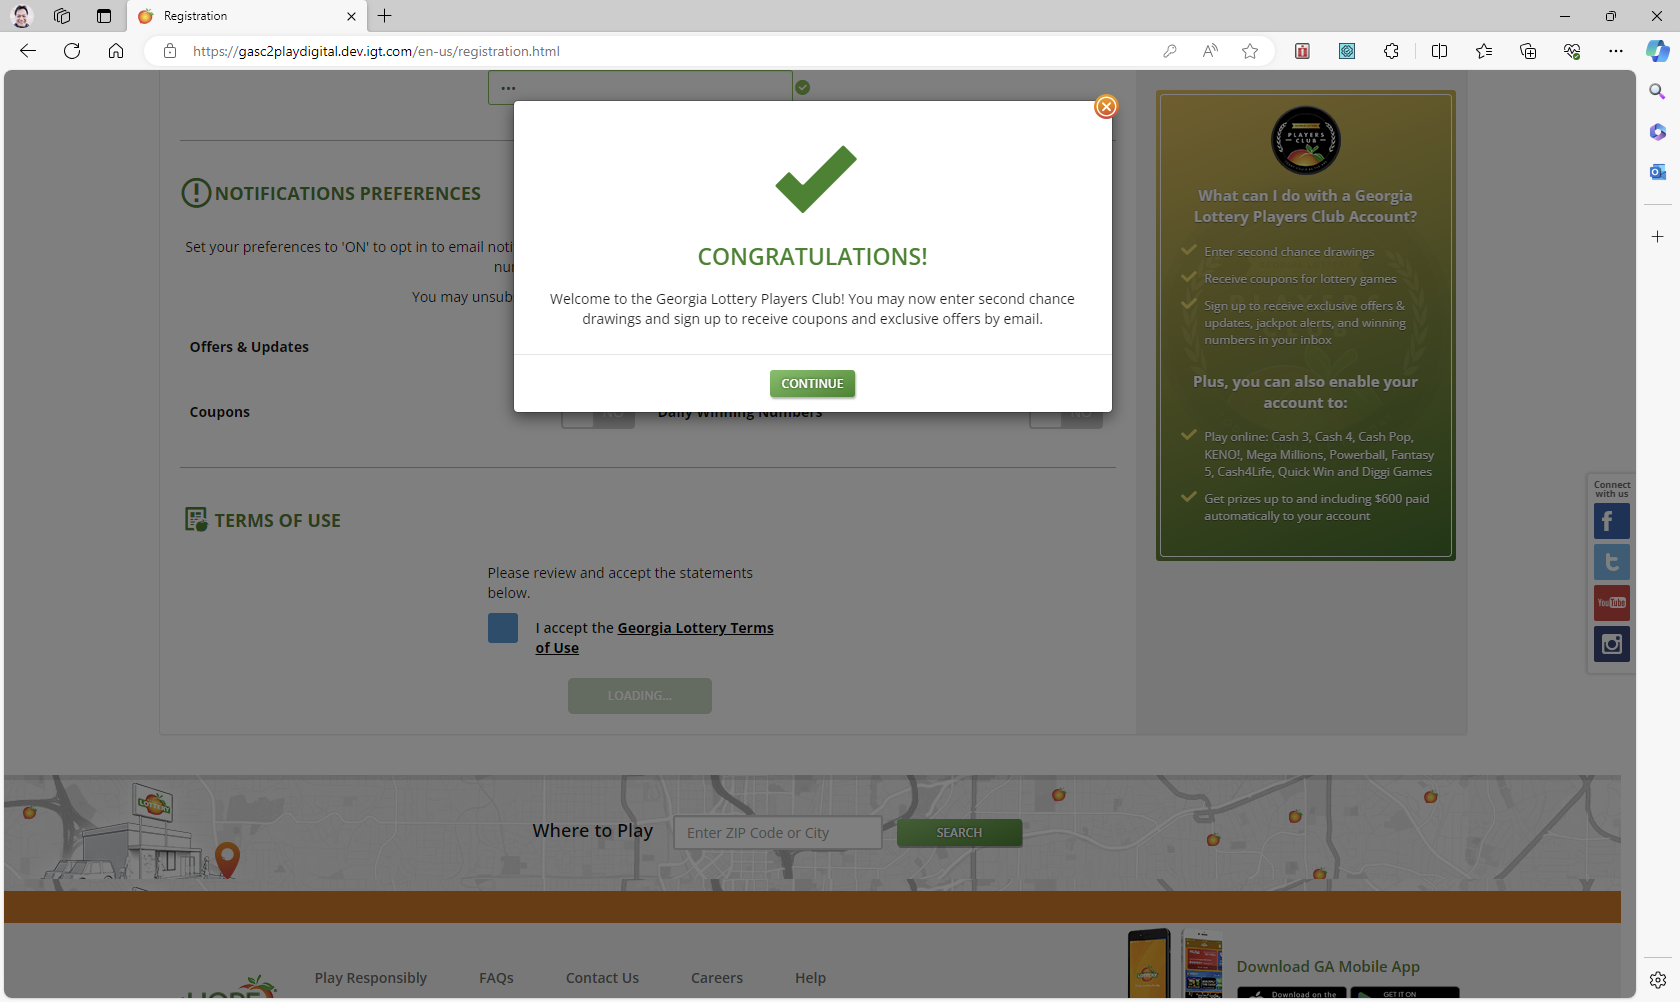 Registration
https://gasc2playdigital.dev.igt.com/en-us/registration.html
NOTIFICATIONS PREFERENCES
Set your preferences to 'ON' to opt in to email noti
nu
You may unsub
Offers & Updates
Coupons
Daily Winning Numbers
CONGRATULATIONS!
Welcome to the Georgia Lottery Players Club! You may now enter second chance
drawings and sign up to receive coupons and exclusive offers by email.
CONTINUE
TERMS OF USE
Please review and accept the statements
below.
I accept the Georgia Lottery Terms
of Use
LOADING...
PLAYERS
CLUB
What can I do with a Georgia
Lottery Players Club Account?
Enter second chance drawings
Receive coupons for lottery games
Sign up to receive exclusive offers &
updates, jackpot alerts, and winning
numbers in your inbox
Plus, you can also enable your
account to:
Play online: Cash 3, Cash 4, Cash Pop,
KENO!, Mega Millions, Powerball, Fantasy
5, Cash4Life, Quick Win and Diggi Games
Get prizes up to and including $600 paid
automatically to your account
Connect
with us
YouTube
LOTTERY
Where to Play
Enter ZIP Code or City
SEARCH
Play Responsibly
FAQs
Contact Us
Careers
Help
HOPE
Download GA Mobile App
Download on the
GET IT ON